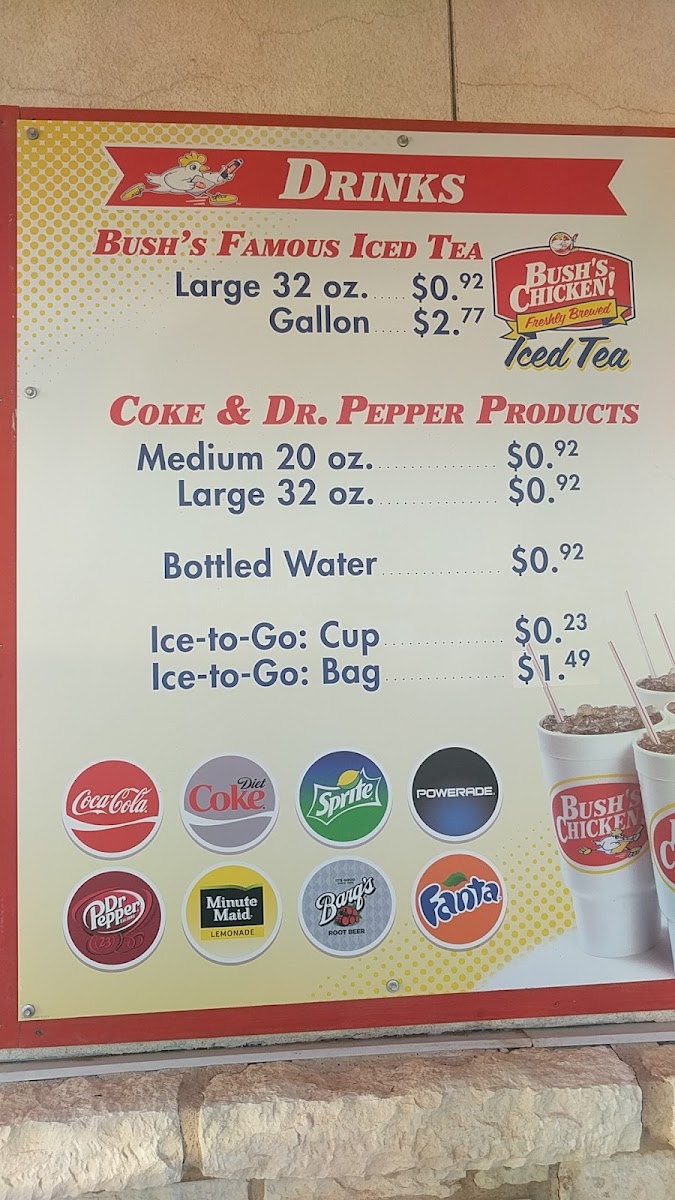 DRINKS
BUSH'S FAMOUS ICED TEA
Large 32 oz. .... $0.92
Gallon .... $2.77
BUSH'S CHICKEN!
Freshly Brewed
Iced Tea
COKE & DR. PEPPER PRODUCTS
Medium 20 oz. ............ $0.92
Large 32 oz. ............ $0.92
Bottled Water ............ $0.92
Ice-to-Go: Cup ............ $0.23
Ice-to-Go: Bag ............ $1.49
Coca-Cola
Diet Coke
Sprite
POWERADE
Dr Pepper
23
Minute Maid
LEMONADE
Barq's
ROOT BEER
Fanta
BUSH'S CHICKEN